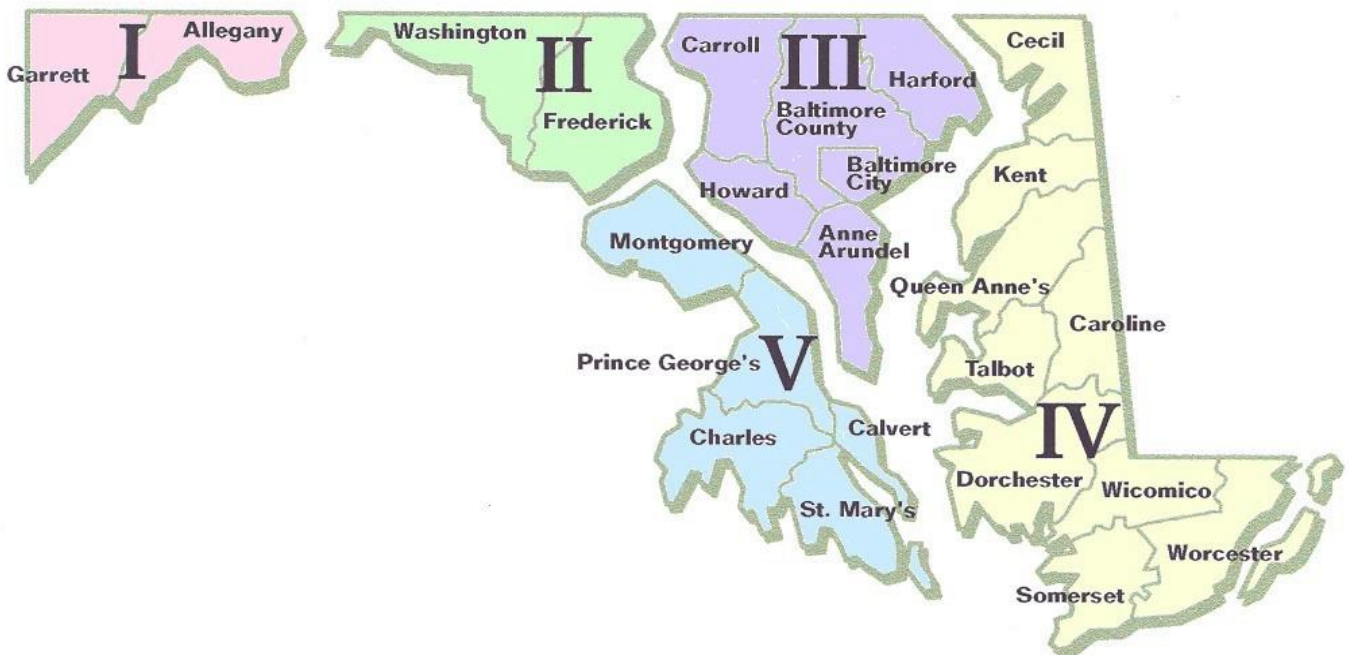 Garrett
I
Allegany
Washington
II
Frederick
Carroll
III
Harford
Baltimore
County
Baltimore
City
Howard
Anne
Arundel
Cecil
Kent
Queen Anne's
Caroline
Talbot
IV
Dorchester
Wicomico
Worcester
Somerset
Montgomery
Prince George's
V
Charles
Calvert
St. Mary's